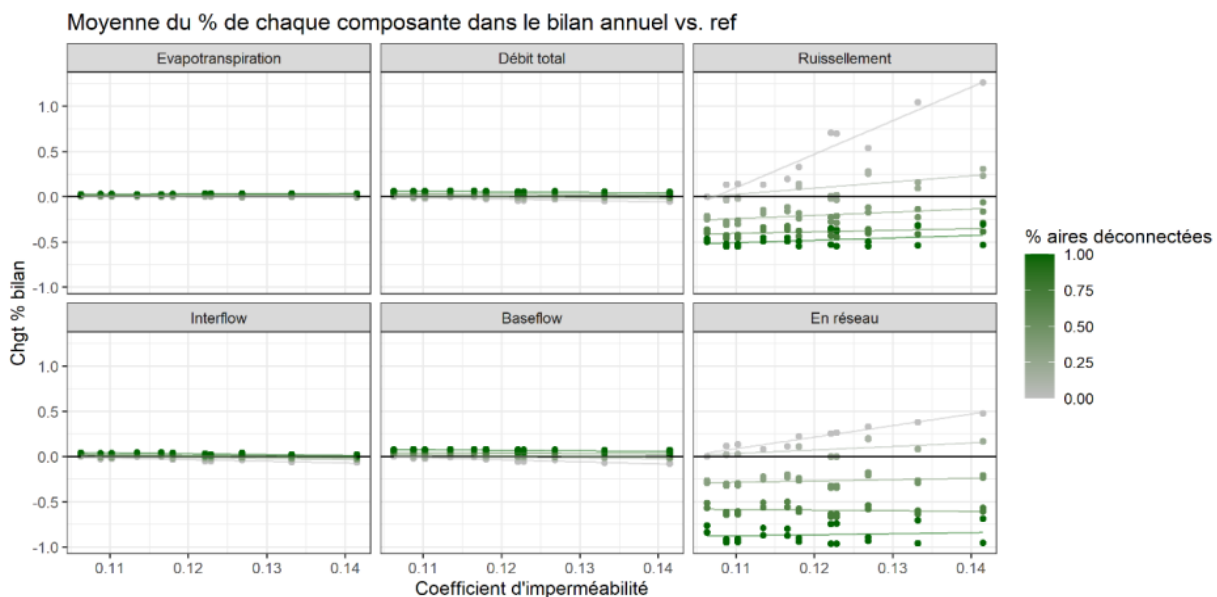 Moyenne du % de chaque composante dans le bilan annuel vs. ref
Evapotranspiration
Débit total
Ruissellement
1.0
0.5
0.0
-0.5
-1.0
Interflow
Baseflow
En réseau
1.0
0.5
0.0
-0.5
-1.0
0.11 0.12 0.13 0.14
0.11 0.12 0.13 0.14
0.11 0.12 0.13 0.14
Chgt % bilan
Coefficient d'imperméabilité
% aires déconnectées
1.00
0.75
0.50
0.25
0.00